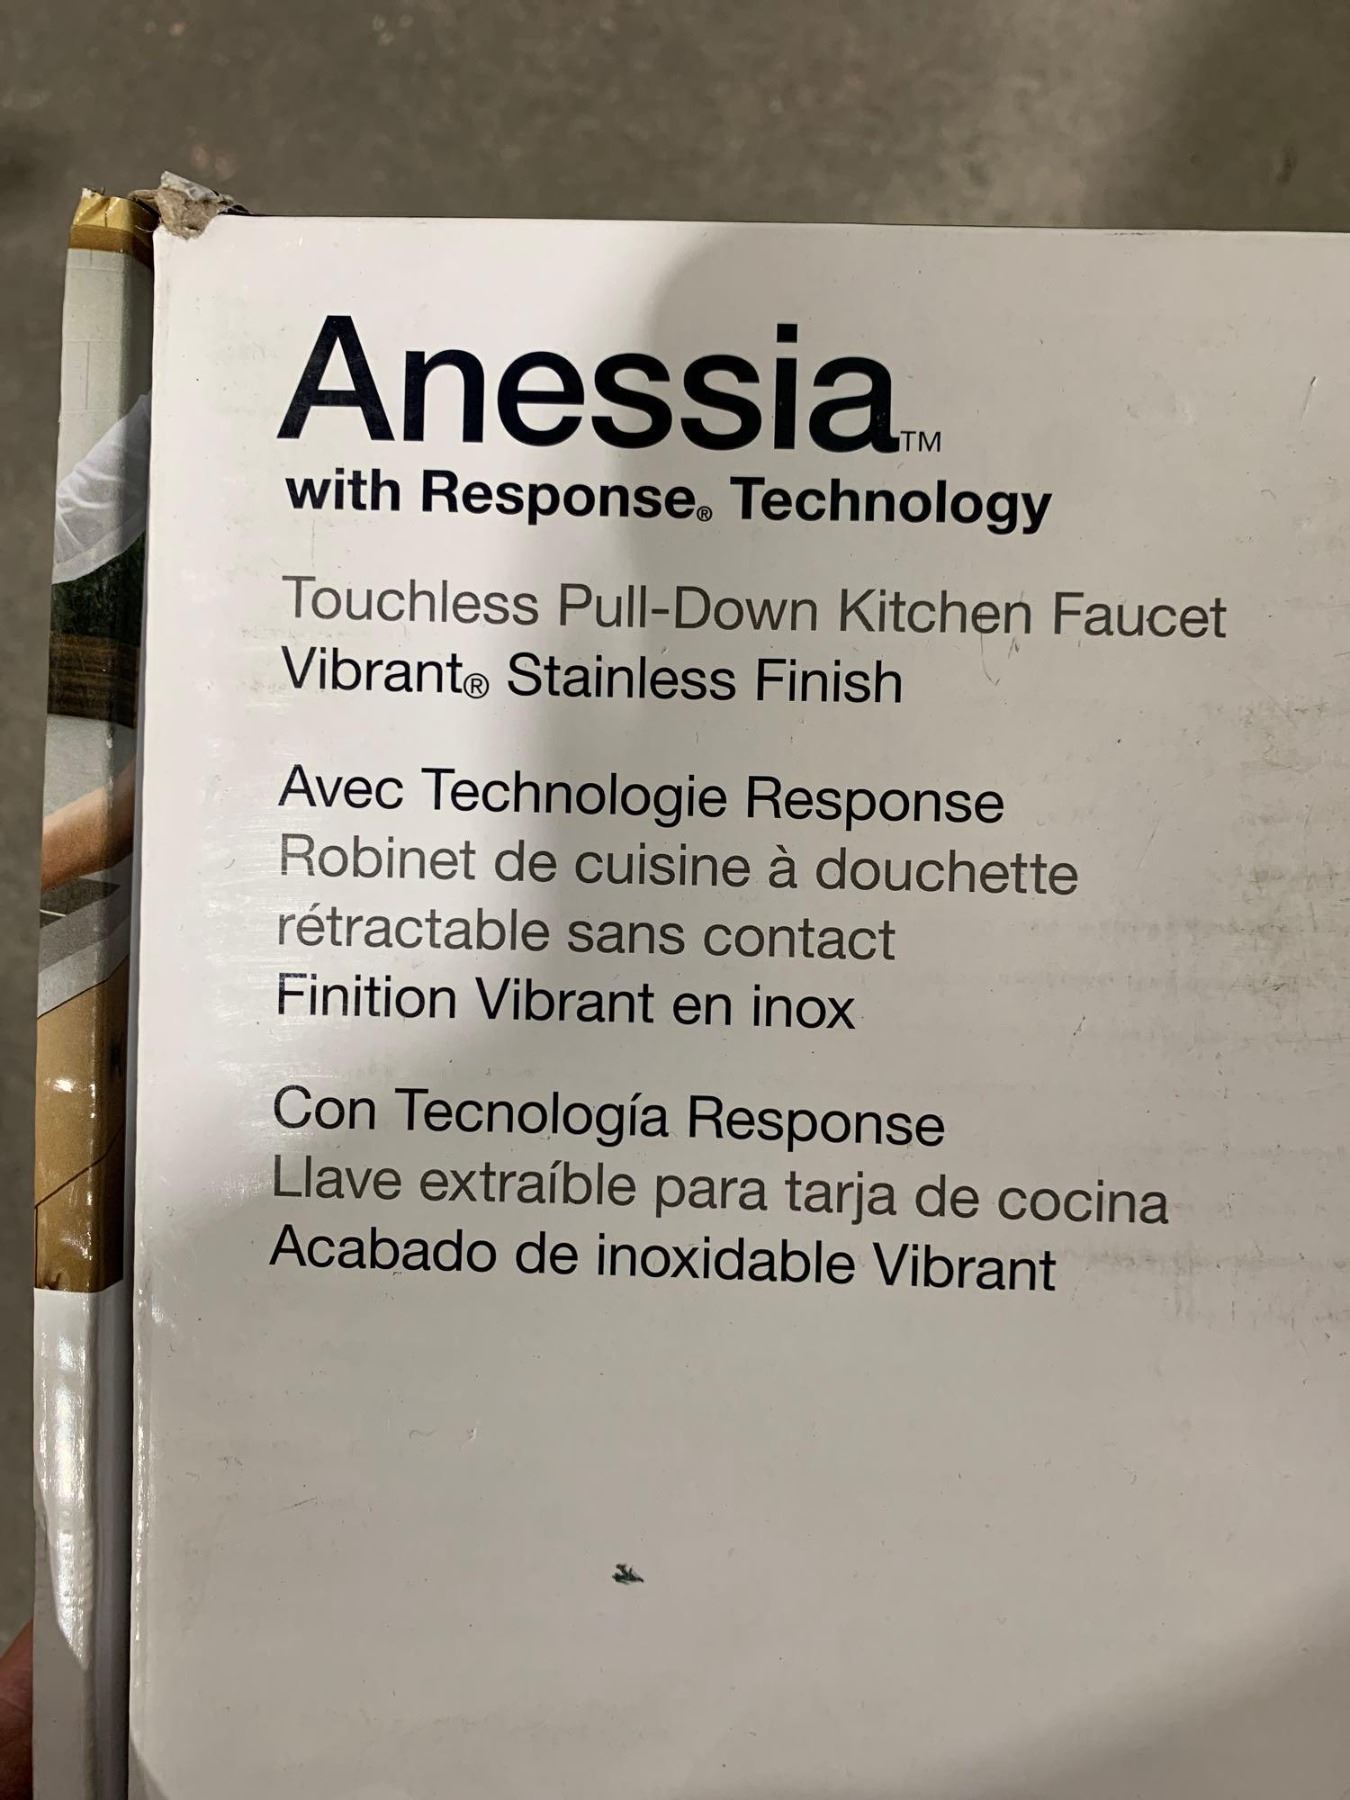 Anessia™
with Response® Technology
Touchless Pull-Down Kitchen Faucet
Vibrant® Stainless Finish
Avec Technologie Response
Robinet de cuisine à douchette
rétractable sans contact
Finition Vibrant en inox
Con Tecnología Response
Llave extraíble para tarja de cocina
Acabado de inoxidable Vibrant